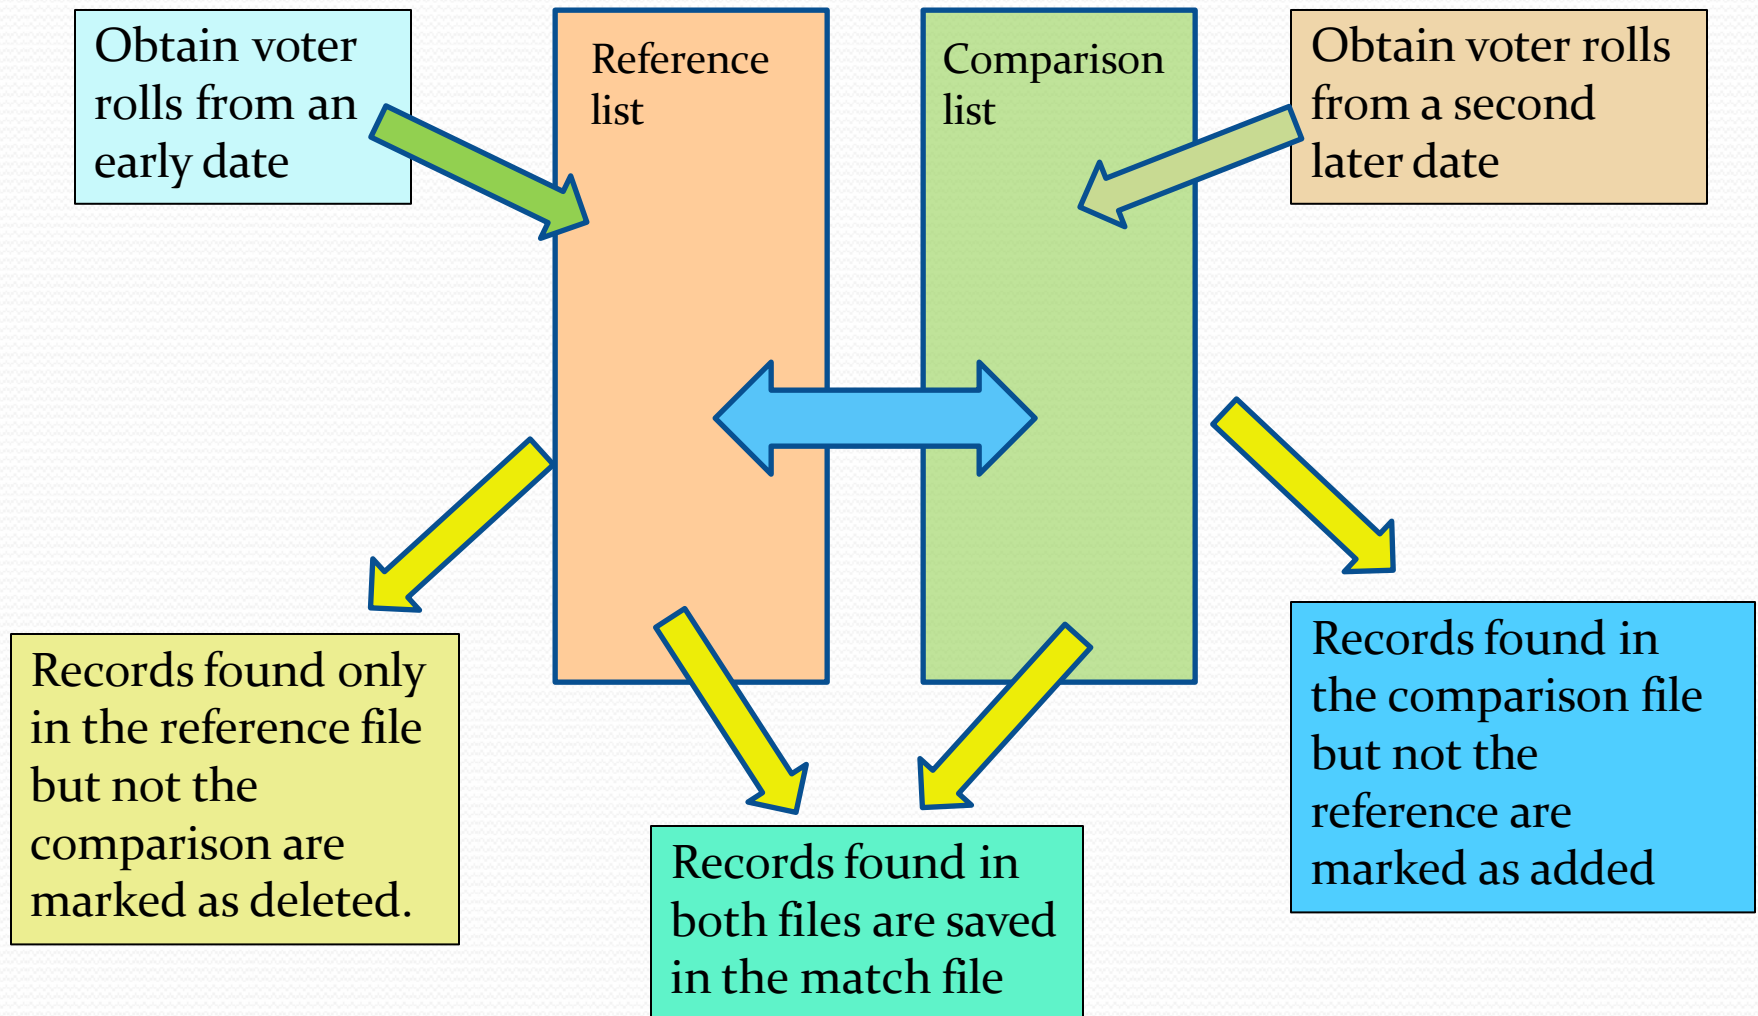 Obtain voter
rolls from an
early date
Reference
list
Comparison
list
Obtain voter rolls
from a second
later date
Records found only
in the reference file
but not the
comparison are
marked as deleted.
Records found in
both files are saved
in the match file
Records found in
the comparison file
but not the
reference are
marked as added